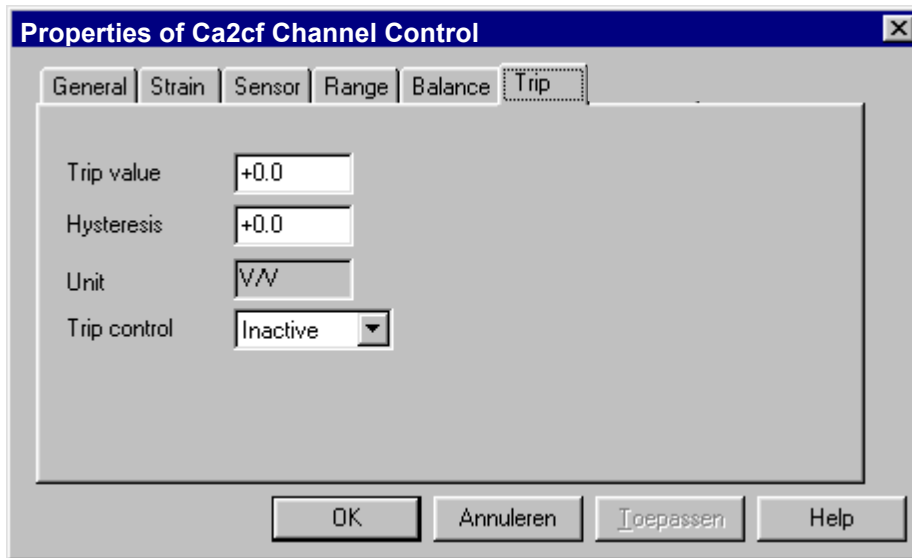 Properties of Ca2cf Channel Control
General Strain Sensor Range Balance Trip
Trip value +0.0
Hysteresis +0.0
Unit V/V
Trip control Inactive
OK Annuleren Toepassen Help